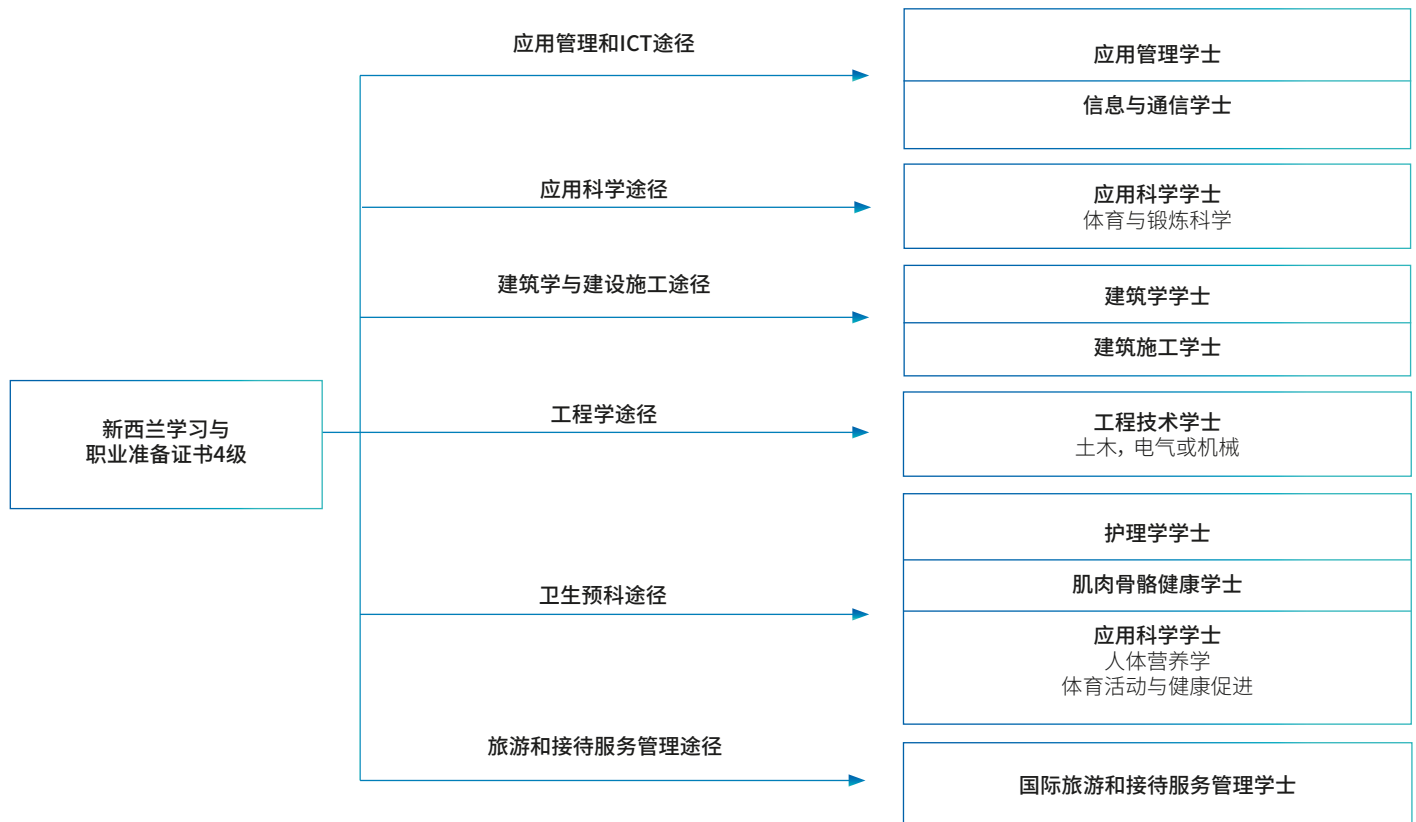 应用管理和ICT途径
应用管理学士
信息与通信学士
应用科学途径
应用科学学士
体育与锻炼科学
建筑学与建设施工途径
建筑学学士
建筑施工学士
新西兰学习与
职业准备证书4级
工程学途径
工程技术学士
土木, 电气或机械
卫生预科途径
护理学学士
肌肉骨骼健康学士
应用科学学士
人体营养学
体育活动与健康促进
旅游和接待服务管理途径
国际旅游和接待服务管理学士